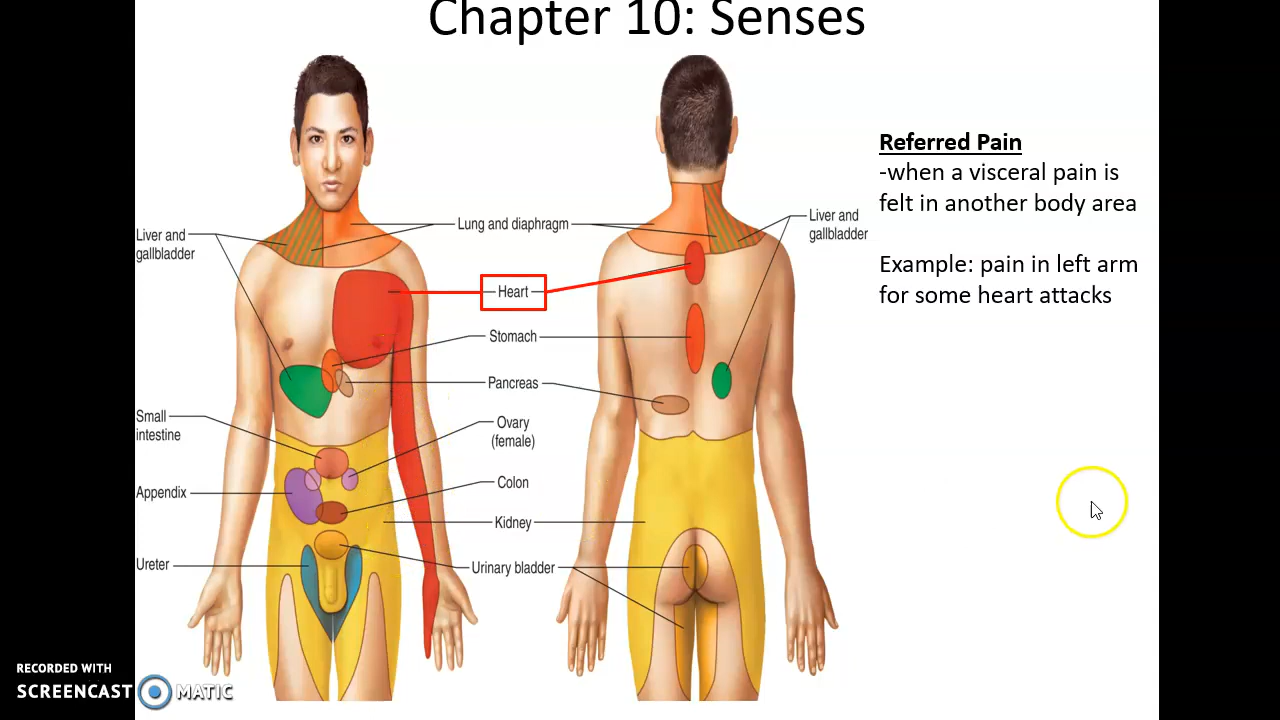 Chapter 10: Senses
Referred Pain
-when a visceral pain is
felt in another body area
Example: pain in left arm
for some heart attacks
Liver and
gallbladder
Lung and diaphragm
Liver and
gallbladder
Heart
Stomach
Pancreas
Small
intestine
Ovary
(female)
Appendix
Colon
Kidney
Ureter
Urinary bladder
RECORDED WITH
SCREENCAST MATIC